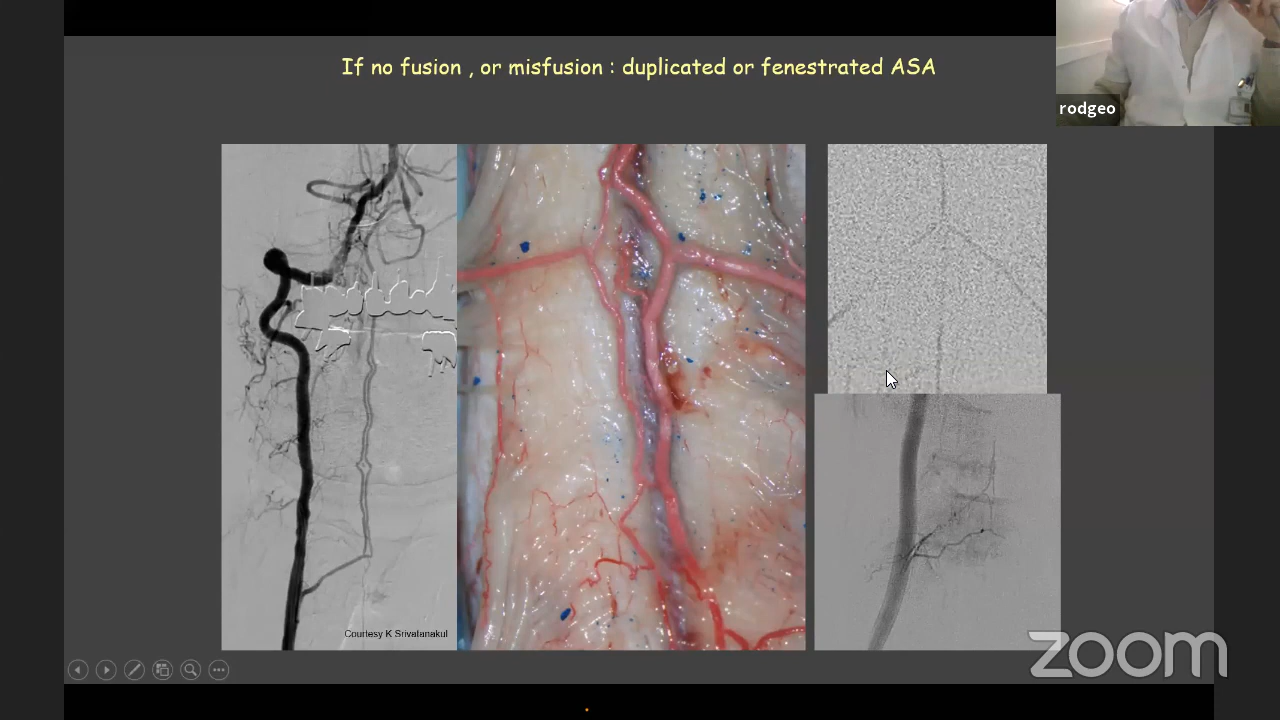 If no fusion , or misfusion : duplicated or fenestrated ASA
rodgeo
Courtesy K Srivatanakul
zoom